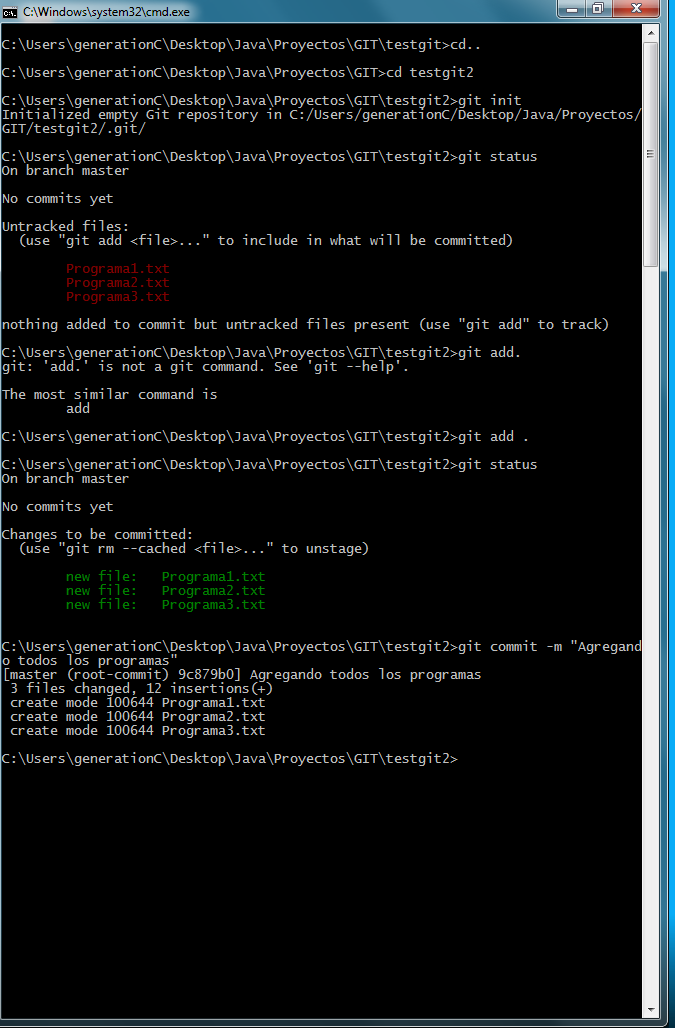 C:\Windows\system32\cmd.exe
C:\Users\generationC\Desktop\Java\Proyectos\GIT\testgit>cd..
C:\Users\generationC\Desktop\Java\Proyectos\GIT>cd testgit2
C:\Users\generationC\Desktop\Java\Proyectos\GIT\testgit2>git init
Initialized empty Git repository in C:/Users/generationC/Desktop/Java/Proyectos/
GIT/testgit2/.git/
C:\Users\generationC\Desktop\Java\Proyectos\GIT\testgit2>git status
On branch master
No commits yet
Untracked files:
  (use "git add <file>..." to include in what will be committed)
        Programa1.txt
        Programa2.txt
        Programa3.txt
nothing added to commit but untracked files present (use "git add" to track)
C:\Users\generationC\Desktop\Java\Proyectos\GIT\testgit2>git add.
git: 'add.' is not a git command. See 'git --help'.
The most similar command is
        add
C:\Users\generationC\Desktop\Java\Proyectos\GIT\testgit2>git add .
C:\Users\generationC\Desktop\Java\Proyectos\GIT\testgit2>git status
On branch master
No commits yet
Changes to be committed:
  (use "git rm --cached <file>..." to unstage)
        new file:   Programa1.txt
        new file:   Programa2.txt
        new file:   Programa3.txt
C:\Users\generationC\Desktop\Java\Proyectos\GIT\testgit2>git commit -m "Agregand
o todos los programas"
[master (root-commit) 9c879b0] Agregando todos los programas
 3 files changed, 12 insertions(+)
 create mode 100644 Programa1.txt
 create mode 100644 Programa2.txt
 create mode 100644 Programa3.txt
C:\Users\generationC\Desktop\Java\Proyectos\GIT\testgit2>